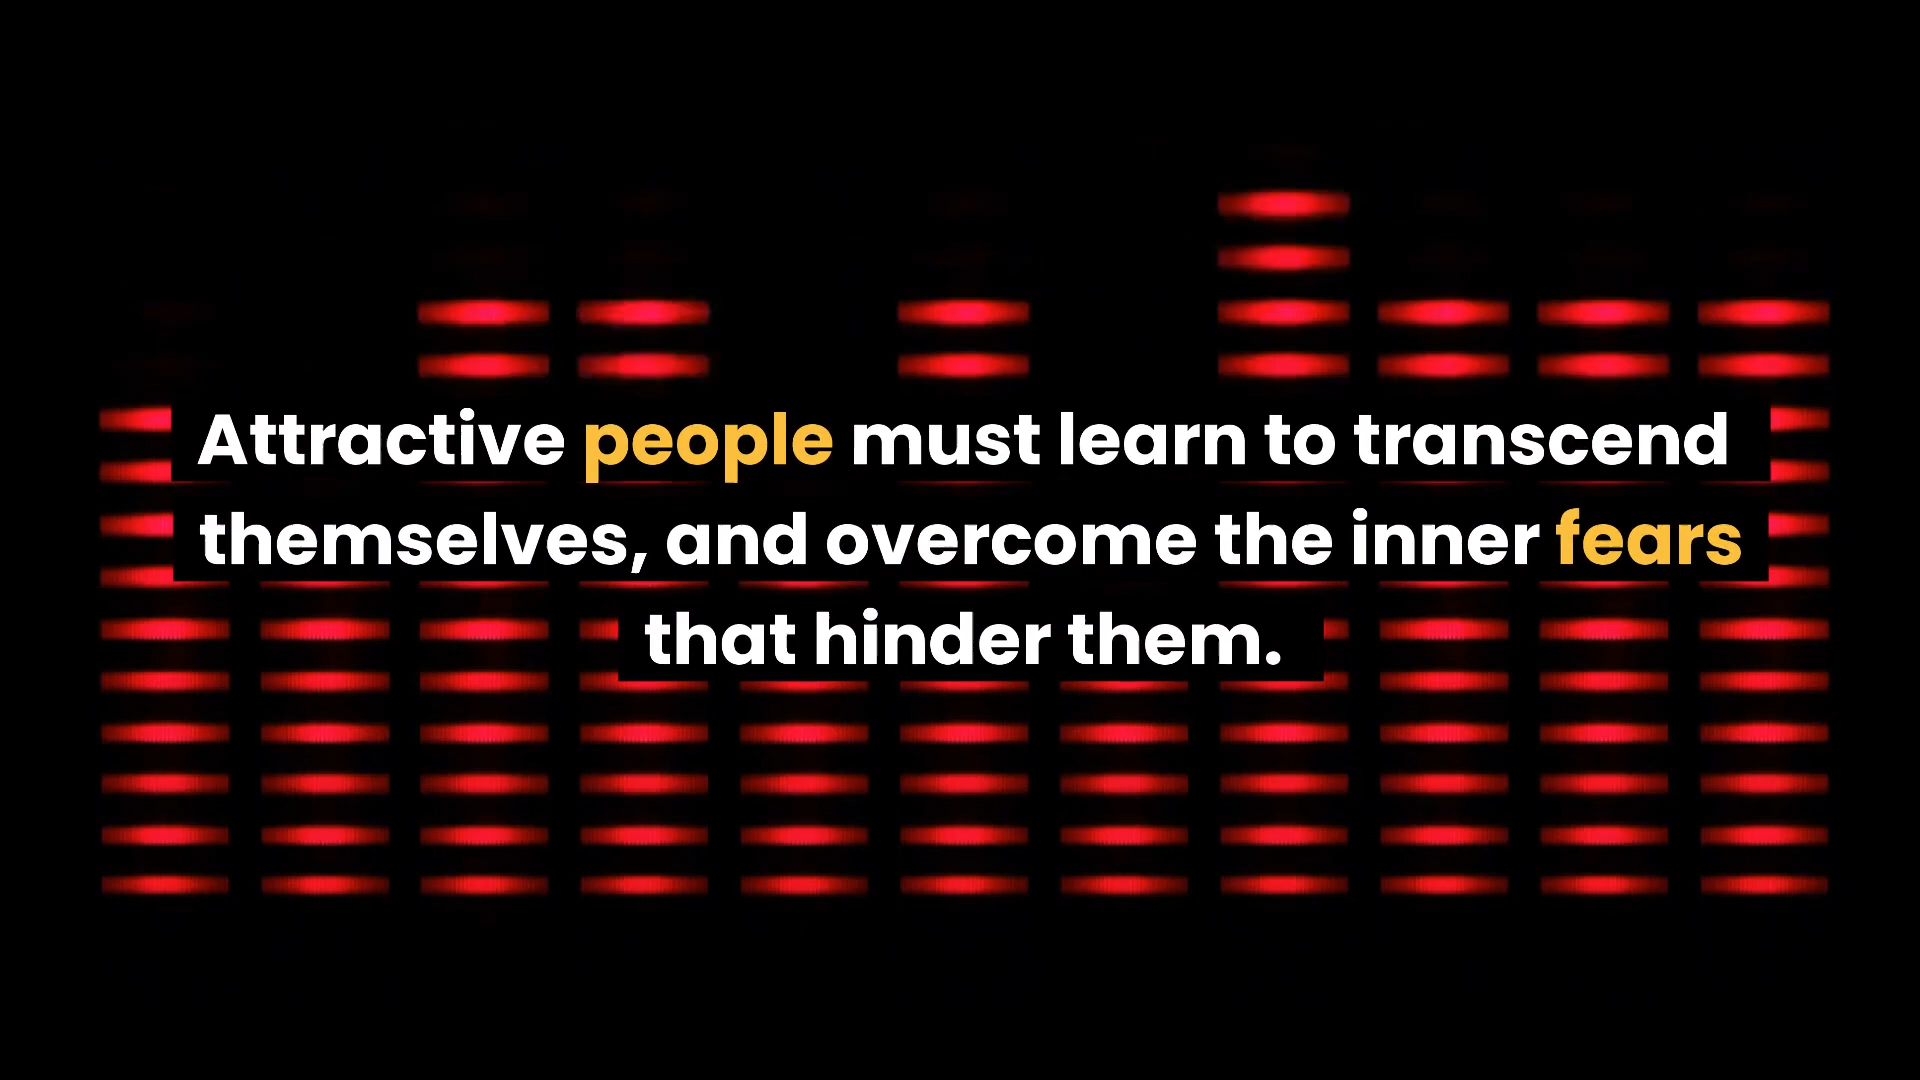 Attractive people must learn to transcend
themselves, and overcome the inner fears
that hinder them.